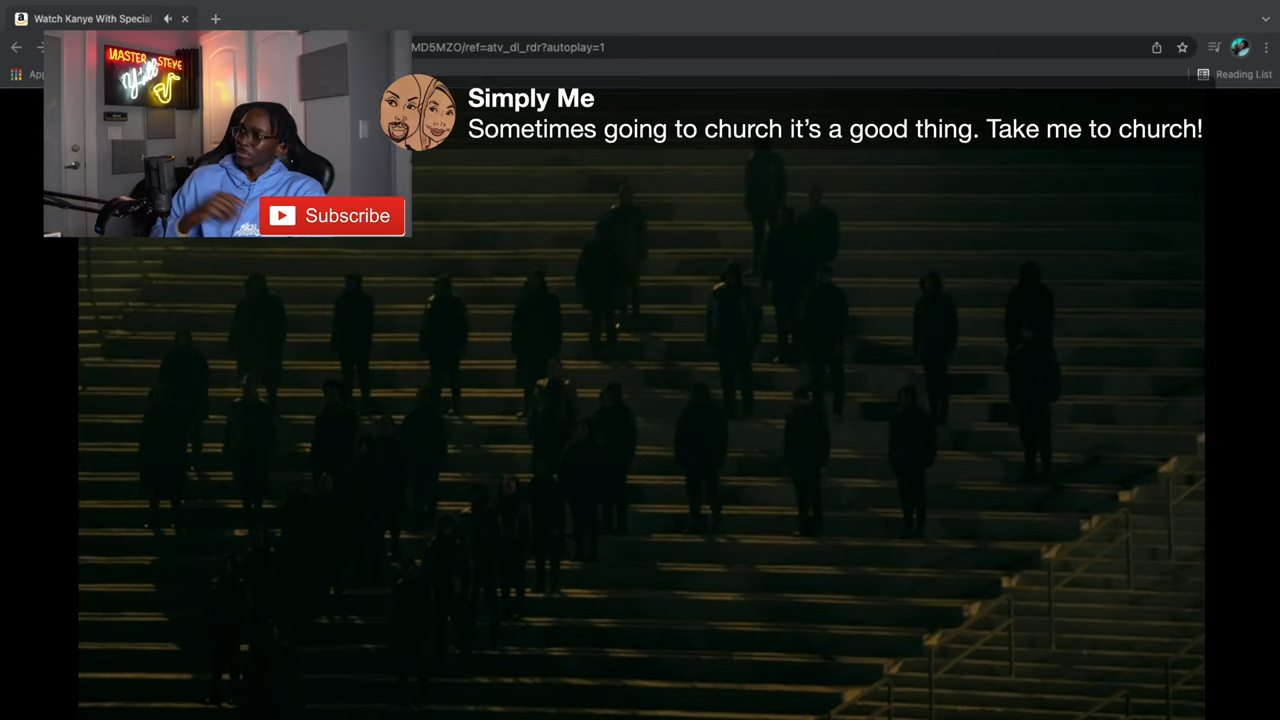 Watch Kanye With Special
MD5MZO/ref=atv_dl_rdr?autoplay=1
Reading List
MASTER STEVE
Y'all
Simply Me
Sometimes going to church it's a good thing. Take me to church!
Subscribe